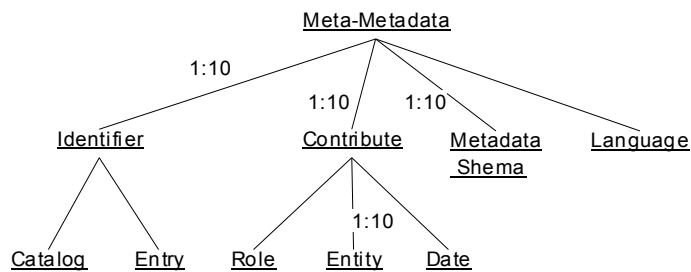 Meta-Metadata
1:10
1:10
1:10
Identifier
Contribute
Metadata
Shema
Language
1:10
Catalog
Entry
Role
Entity
Date